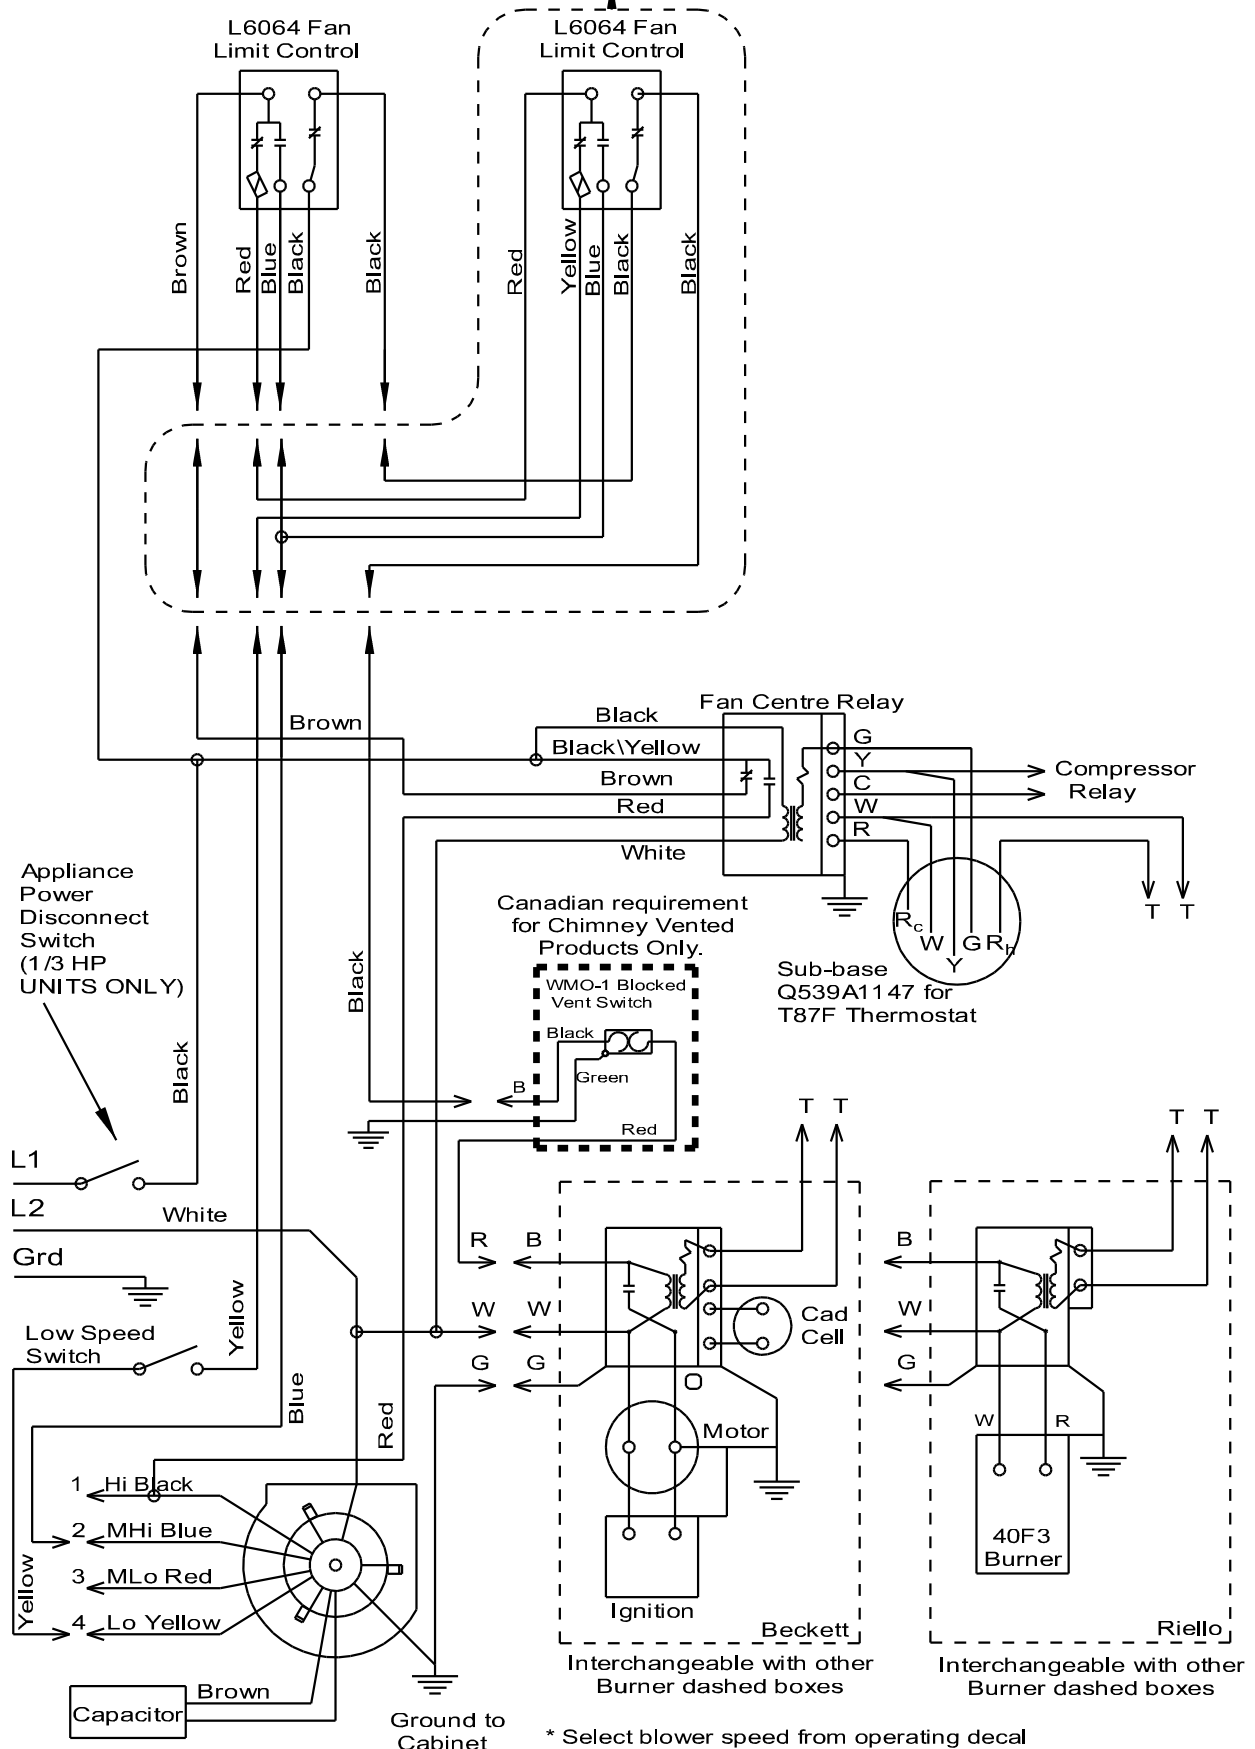 L6064 Fan
Limit Control
L6064 Fan
Limit Control
Brown
Red
Blue
Black
Black
Red
Yellow
Blue
Black
Black
Fan Centre Relay
Black
Brown
Black\Yellow
Brown
Red
White
G
Y
C
W
R
Compressor
Relay
T T
Rc
W
Y
G
Rh
Sub-base
Q539A1147 for
T87F Thermostat
Appliance
Power
Disconnect
Switch
(1/3 HP
UNITS ONLY)
Black
Black
Canadian requirement
for Chimney Vented
Products Only.
WMO-1 Blocked
Vent Switch
Black
Green
B
Red
T T
T T
L1
L2
White
Grd
Yellow
Low Speed
Switch
Blue
Red
R
B
W
W
G
G
Cad
Cell
O
Motor
Ignition
Beckett
B
W
G
W
R
40F3
Burner
Riello
1 Hi Black
2 MHi Blue
3 MLo Red
4 Lo Yellow
Yellow
Capacitor
Brown
Ground to
Cabinet
Interchangeable with other
Burner dashed boxes
Interchangeable with other
Burner dashed boxes
* Select blower speed from operating decal